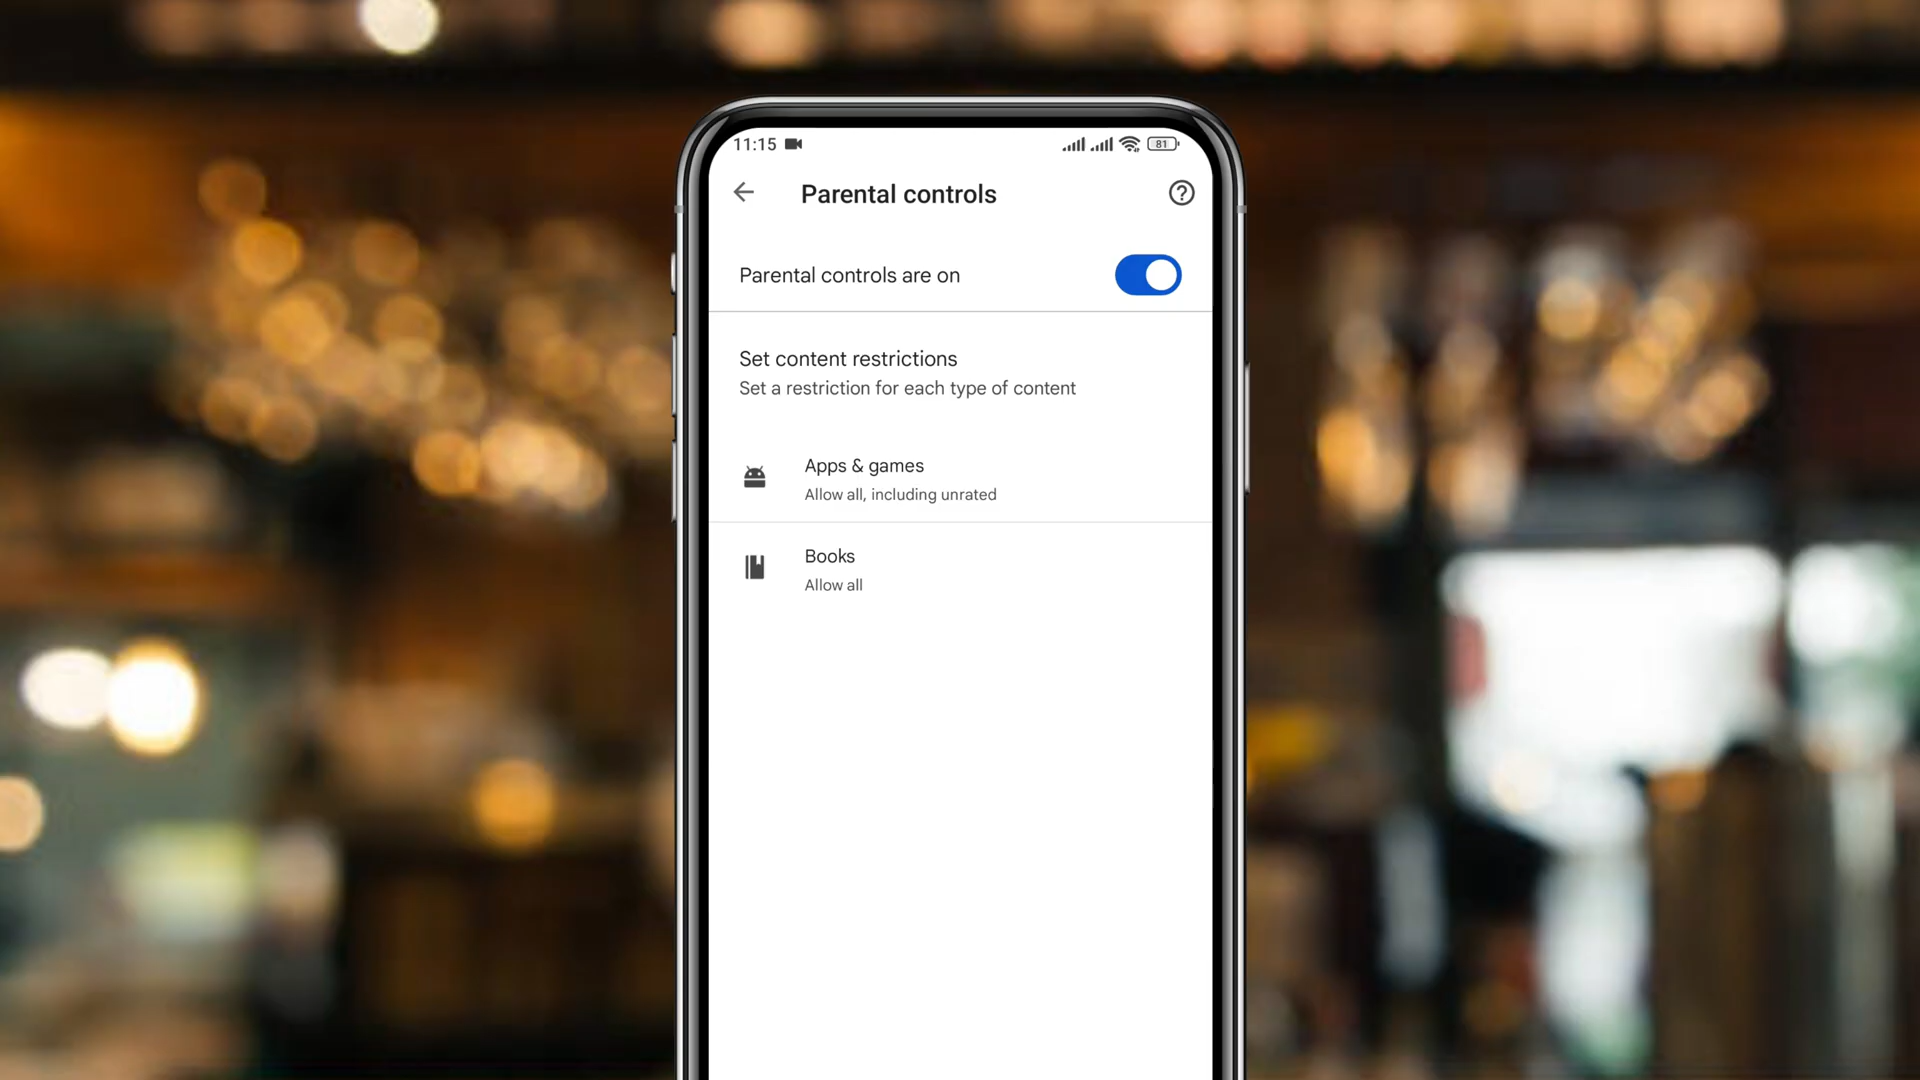 11:15 81
Parental controls
Parental controls are on
Set content restrictions
Set a restriction for each type of content
Apps & games
Allow all, including unrated
Books
Allow all